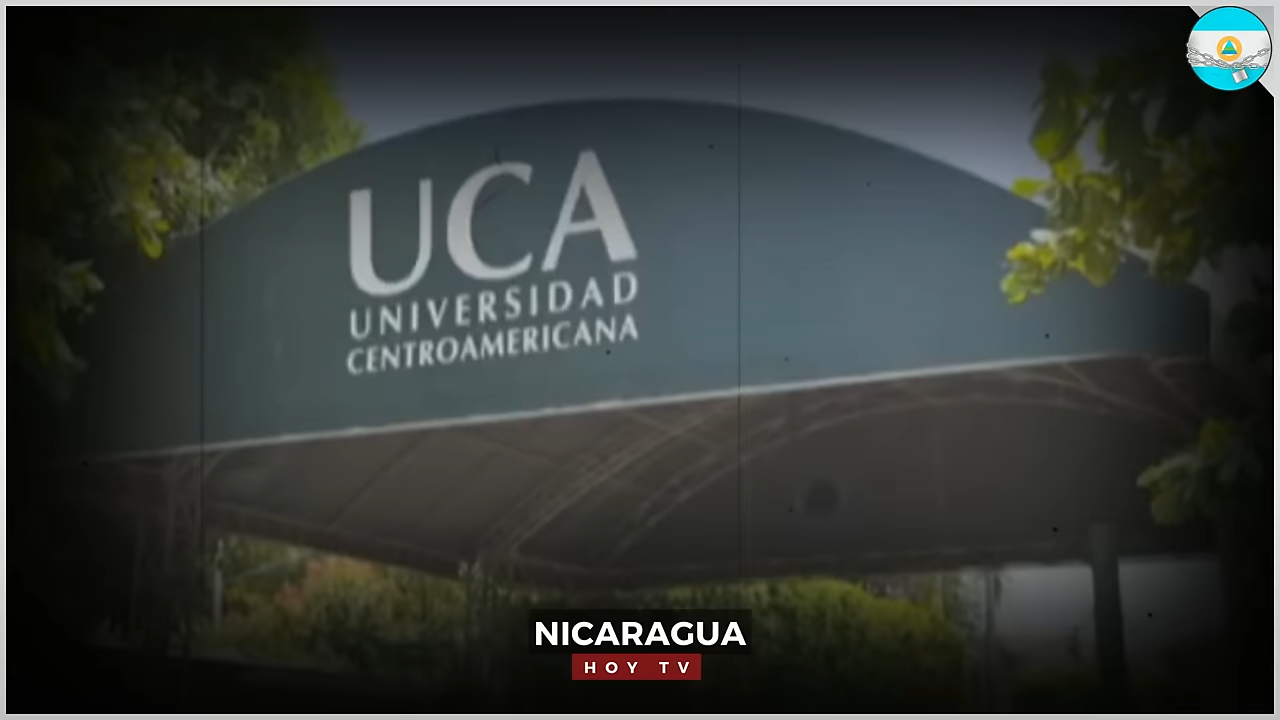 UCA
UNIVERSIDAD
CENTROAMERICANA
NICARAGUA
HOY TV